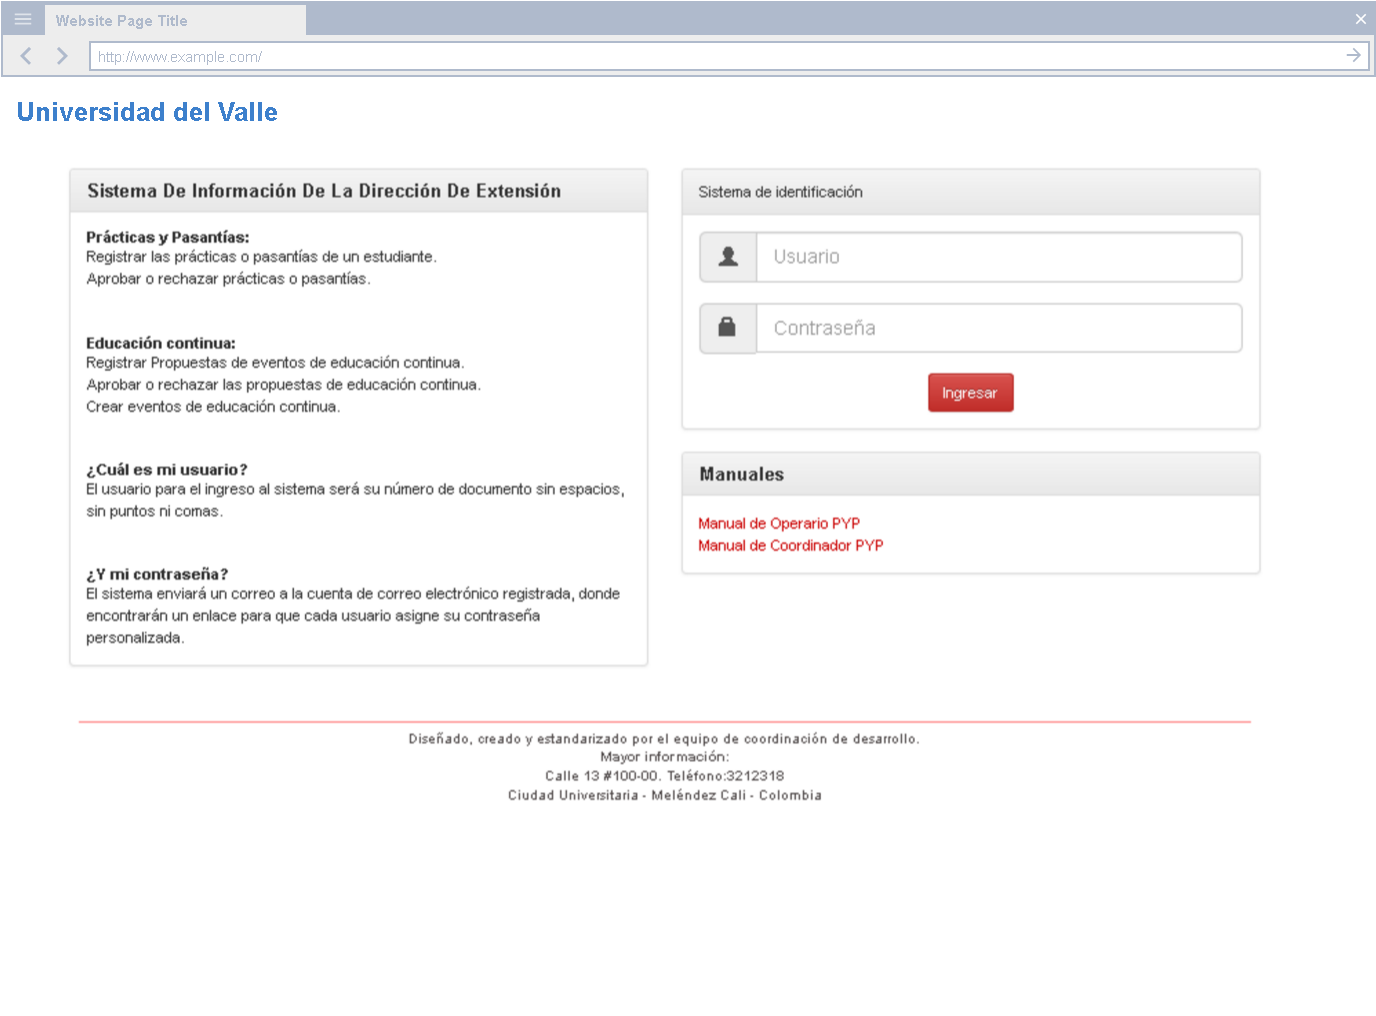 Website Page Title
http://www.example.com/
Universidad del Valle
Sistema De Información De La Dirección De Extensión
Prácticas y Pasantías:
Registrar las prácticas o pasantías de un estudiante.
Aprobar o rechazar prácticas o pasantías.
Educación continua:
Registrar Propuestas de eventos de educación continua.
Aprobar o rechazar las propuestas de educación continua.
Crear eventos de educación continua.
¿Cuál es mi usuario?
El usuario para el ingreso al sistema será su número de documento sin espacios,
sin puntos ni comas.
¿Y mi contraseña?
El sistema enviará un correo a la cuenta de correo electrónico registrada, donde
encontrarán un enlace para que cada usuario asigne su contraseña
personalizada.
Sistema de identificación
Usuario
Contraseña
Ingresar
Manuales
Manual de Operario PYP
Manual de Coordinador PYP
Diseñado, creado y estandarizado por el equipo de coordinación de desarrollo.
Mayor información:
Calle 13 #100-00. Teléfono:3212318
Ciudad Universitaria - Meléndez Cali - Colombia